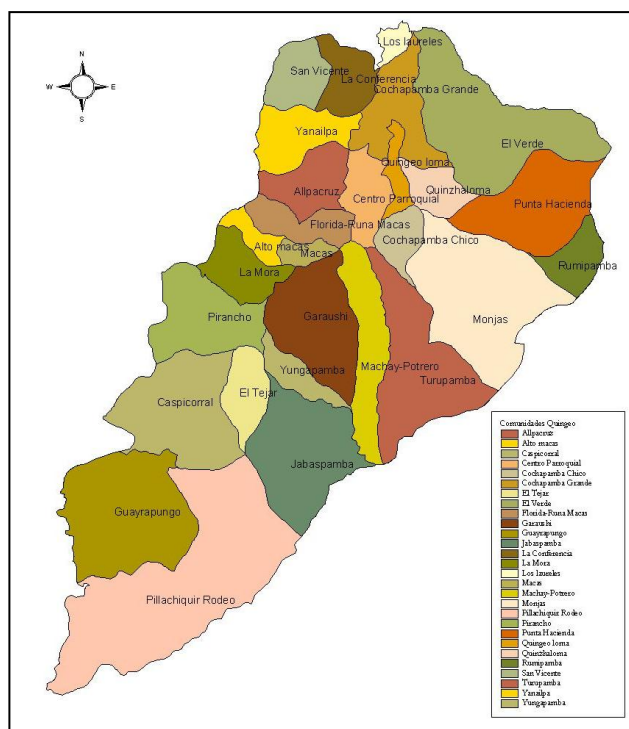 Los laureles
N
San Vicente
La Conferencia
Cochapamba Grande
W
E
S
Yanailpa
El Verde
Quingeo loma
Allpacruz
Centro Parroquial
Quinzhaloma
Punta Hacienda
Florida-Runa Macas
Cochapamba Chico
Alto macas
Macas
La Mora
Rumipamba
Pirancho
Garaushi
Monjas
Yungapamba
Machay-Potrero
Turupamba
El Tejar
Caspicorral
Jabaspamba
Guayrapungo
Pillachiquir Rodeo
Comunidades Quingeo
Allpacruz
Alto macas
Caspicorral
Centro Parroquial
Cochapamba Chico
Cochapamba Grande
El Tejar
El Verde
Florida-Runa Macas
Garaushi
Guayrapungo
Jabaspamba
La Conferencia
La Mora
Los laureles
Macas
Machay-Potrero
Monjas
Pillachiquir Rodeo
Pirancho
Punta Hacienda
Quingeo loma
Quinzhaloma
Rumipamba
San Vicente
Turupamba
Yanailpa
Yungapamba